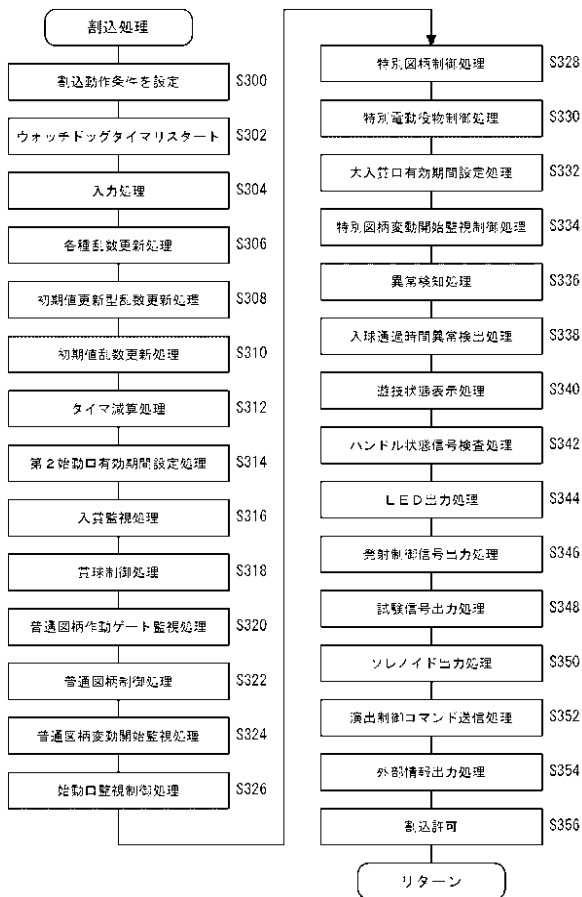 割込処理
割込動作条件を設定 S300
ウォッチドッグタイマリスタート S302
入力処理 S304
各種乱数更新処理 S306
初期値更新型乱数更新処理 S308
初期値乱数更新処理 S310
タイマ減算処理 S312
第2始動口有効期間設定処理 S314
入賞監視処理 S316
賞球制御処理 S318
普通図柄作動ゲート監視処理 S320
普通図柄制御処理 S322
普通図柄変動開始監視処理 S324
始動口監視制御処理 S326
特別図柄制御処理 S328
特別電動役物制御処理 S330
大入賞口有効期間設定処理 S332
特別図柄変動開始監視制御処理 S334
異常検知処理 S336
入球通過時間異常検出処理 S338
遊技状態表示処理 S340
ハンドル状態信号検査処理 S342
LED出力処理 S344
発射制御信号出力処理 S346
試験信号出力処理 S348
ソレノイド出力処理 S350
演出制御コマンド送信処理 S352
外部情報出力処理 S354
割込許可 S356
リターン